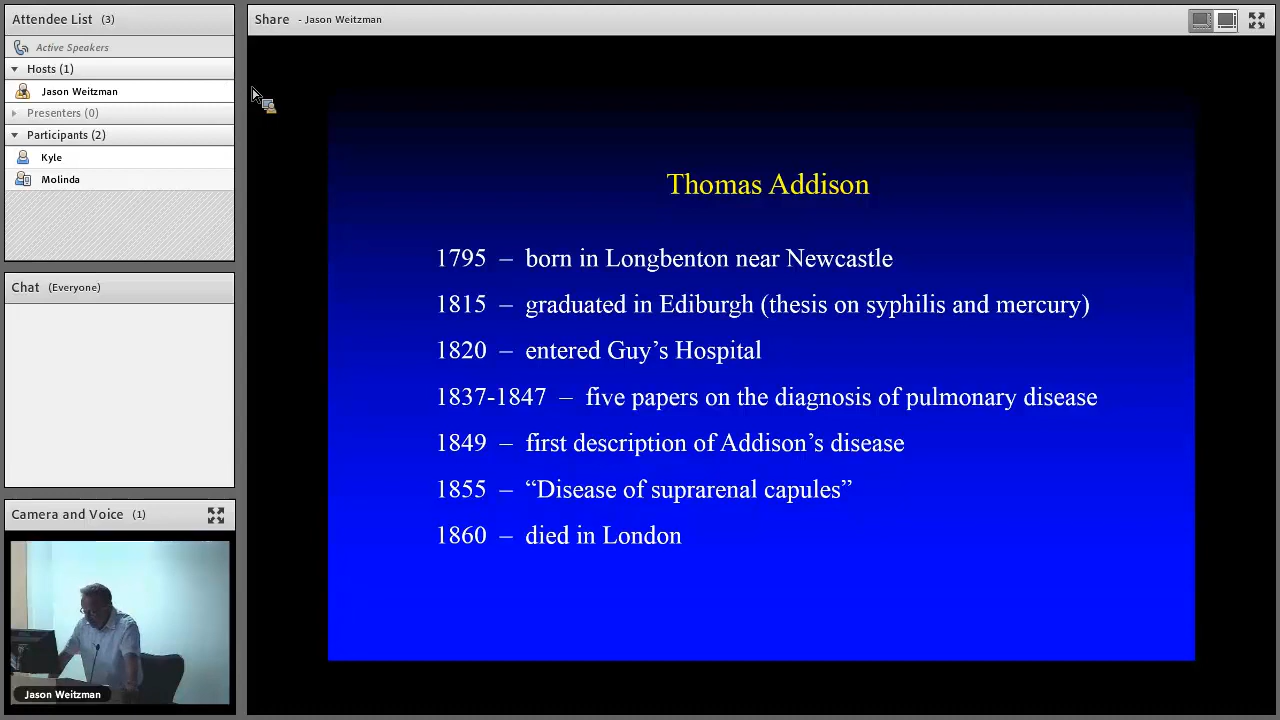 Attendee List (3)
Active Speakers
Hosts (1)
Jason Weitzman
Presenters (0)
Participants (2)
Kyle
Molinda
Chat (Everyone)
Camera and Voice (1)
Jason Weitzman
Share - Jason Weitzman
Thomas Addison
1795 – born in Longbenton near Newcastle
1815 – graduated in Ediburgh (thesis on syphilis and mercury)
1820 – entered Guy’s Hospital
1837-1847 – five papers on the diagnosis of pulmonary disease
1849 – first description of Addison’s disease
1855 – “Disease of suprarenal capules”
1860 – died in London